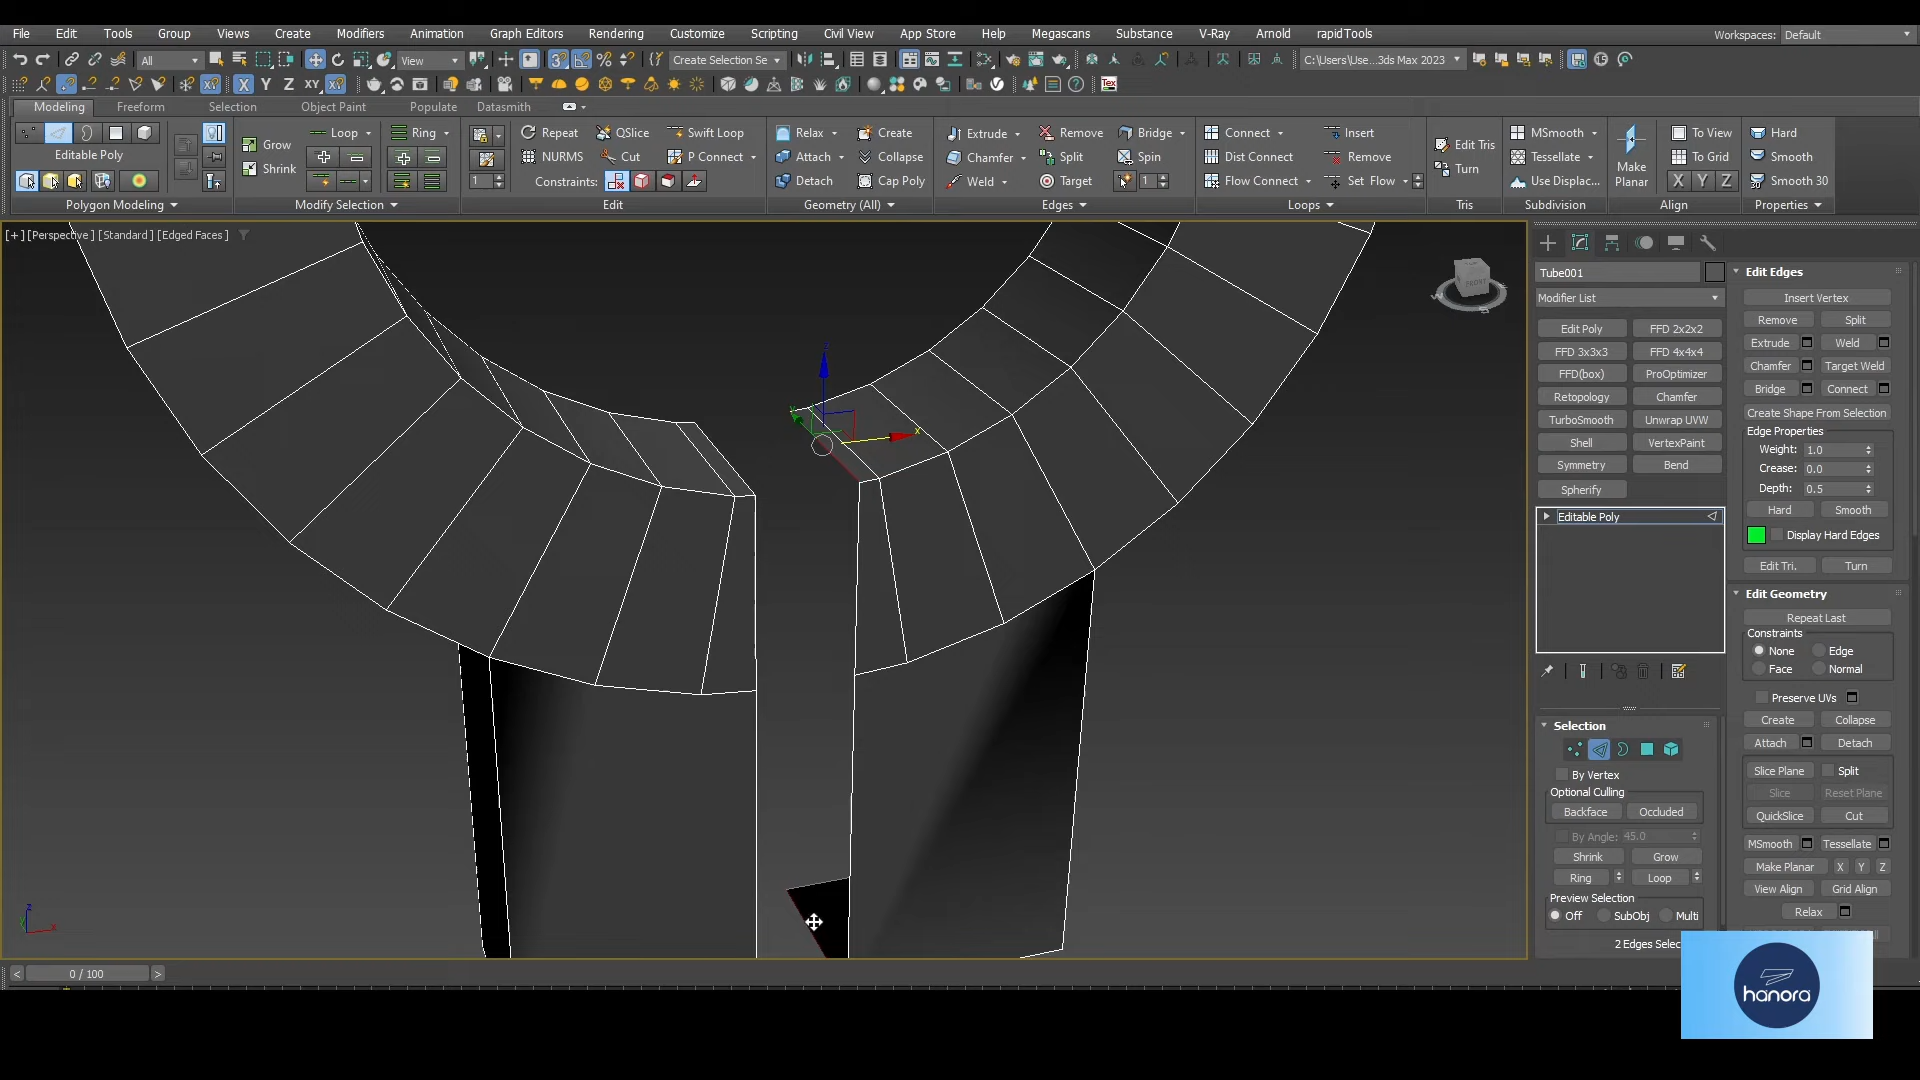 File Edit Tools Group Views Create Modifiers Animation Graph Editors Rendering Customize Scripting Civil View App Store Help Megascans Substance V-Ray Arnold rapidTools Workspaces: Default
All View Create Selection Se C:\Users\Use...3ds Max 2023
X Y Z XY
Modeling Freeform Selection Object Paint Populate Datasmith
Loop Ring Repeat QSlice Swift Loop Relax Create Extrude Remove Bridge Connect Insert MSmooth To View Hard
Editable Poly Grow NURMS Cut P Connect Attach Collapse Chamfer Split Spin Dist Connect Remove Edit Tris Tessellate Make To Grid Smooth
Shrink 1 Constraints: Detach Cap Poly Weld Target 1 Flow Connect Set Flow Turn Use Displac... Planar X Y Z Smooth 30
Polygon Modeling Modify Selection Edit Geometry (All) Edges Loops Tris Subdivision Align Properties
[+] [Perspective ] [Standard ] [Edged Faces ]
FRONT
Tube001
Modifier List
Edit Poly FFD 2x2x2
FFD 3x3x3 FFD 4x4x4
FFD(box) ProOptimizer
Retopology Chamfer
TurboSmooth Unwrap UVW
Shell VertexPaint
Symmetry Bend
Spherify
Editable Poly
Selection
By Vertex
Optional Culling
Backface Occluded
By Angle: 45.0
Shrink Grow
Ring Loop
Preview Selection
Off SubObj Multi
2 Edges Selec
Edit Edges
Insert Vertex
Remove Split
Extrude Weld
Chamfer Target Weld
Bridge Connect
Create Shape From Selection
Edge Properties
Weight: 1.0
Crease: 0.0
Depth: 0.5
Hard Smooth
Display Hard Edges
Edit Tri. Turn
Edit Geometry
Repeat Last
Constraints
None Edge
Face Normal
Preserve UVs
Create Collapse
Attach Detach
Slice Plane Split
Slice Reset Plane
QuickSlice Cut
MSmooth Tessellate
Make Planar X Y Z
View Align Grid Align
Relax
z
x
y
z
x
< 0 / 100 >
hanora